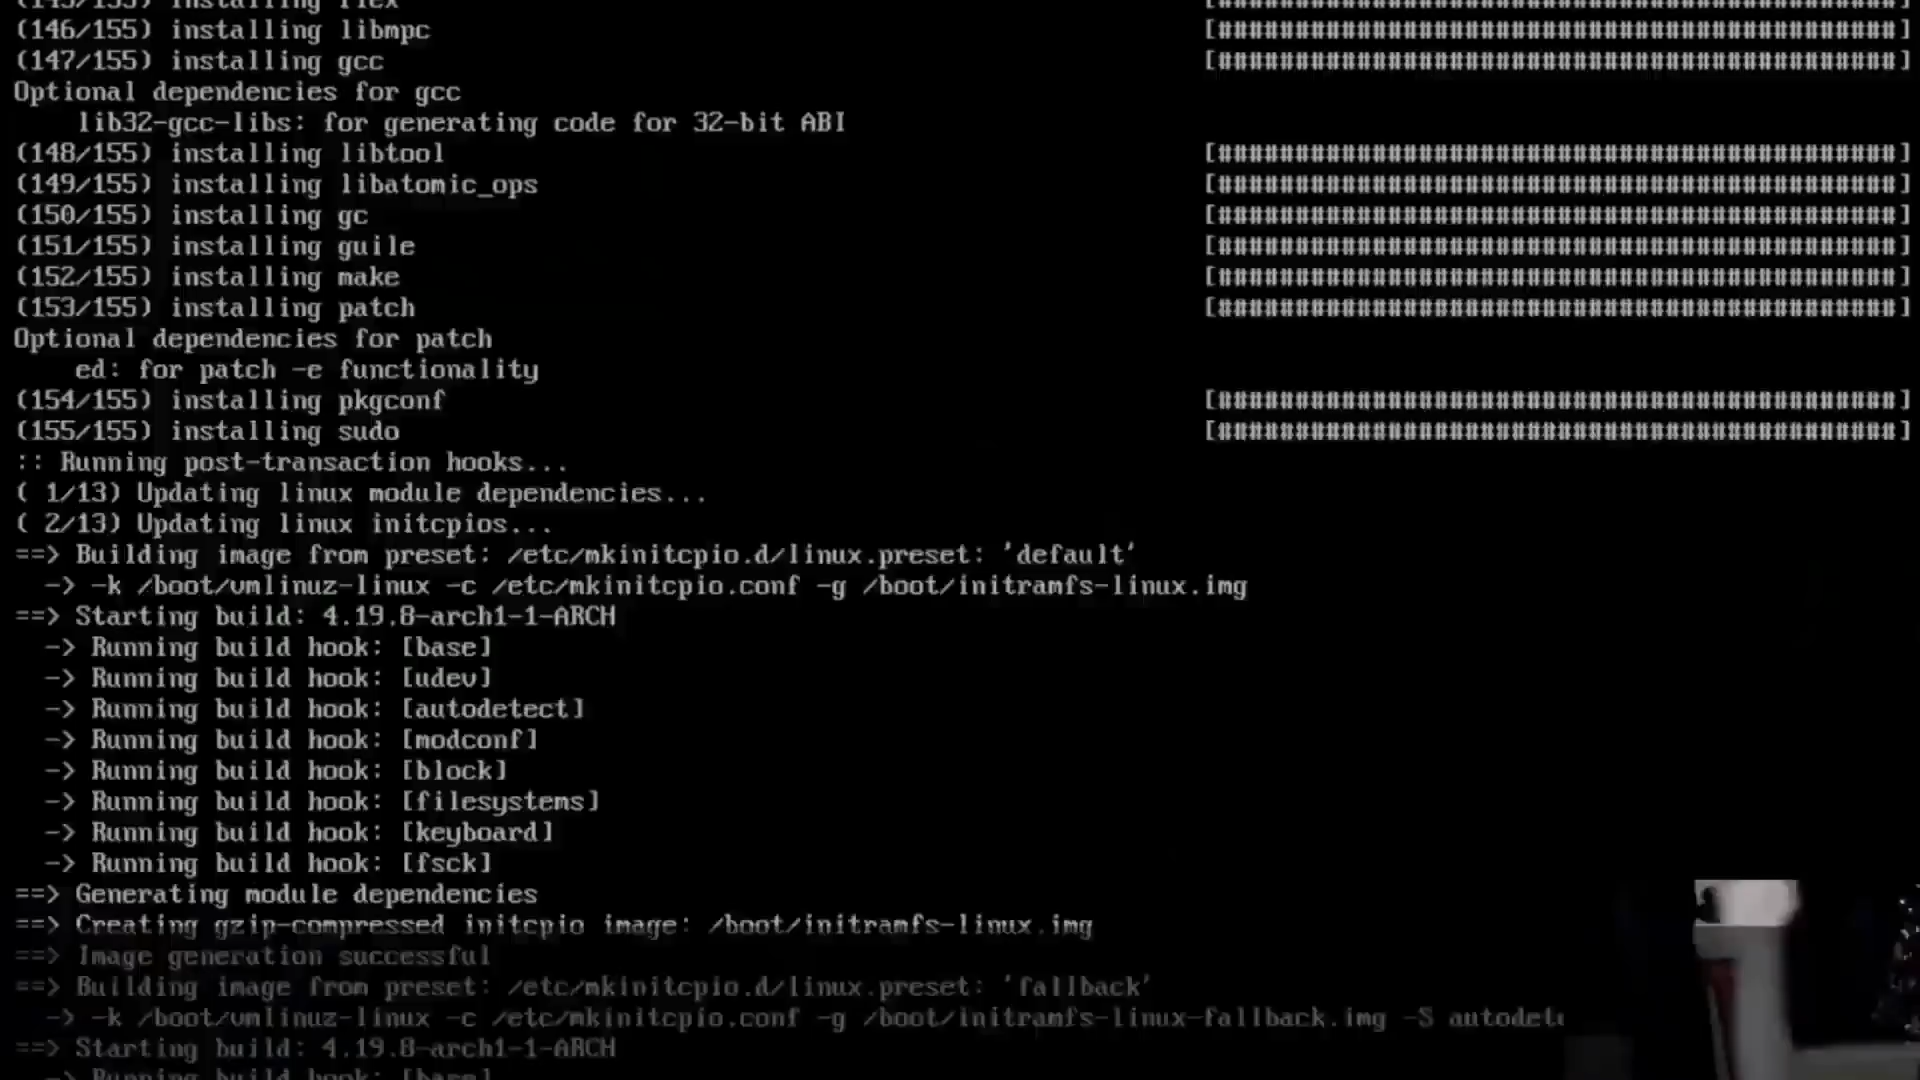 (145/155) installing flex [############################################]
(146/155) installing libmpc [############################################]
(147/155) installing gcc [############################################]
Optional dependencies for gcc
lib32-gcc-libs: for generating code for 32-bit ABI
(148/155) installing libtool [############################################]
(149/155) installing libatomic_ops [############################################]
(150/155) installing gc [############################################]
(151/155) installing guile [############################################]
(152/155) installing make [############################################]
(153/155) installing patch [############################################]
Optional dependencies for patch
ed: for patch -e functionality
(154/155) installing pkgconf [############################################]
(155/155) installing sudo [############################################]
:: Running post-transaction hooks...
( 1/13) Updating linux module dependencies...
( 2/13) Updating linux initcpios...
==> Building image from preset: /etc/mkinitcpio.d/linux.preset: 'default'
-> -k /boot/vmlinuz-linux -c /etc/mkinitcpio.conf -g /boot/initramfs-linux.img
==> Starting build: 4.19.8-arch1-1-ARCH
-> Running build hook: [base]
-> Running build hook: [udev]
-> Running build hook: [autodetect]
-> Running build hook: [modconf]
-> Running build hook: [block]
-> Running build hook: [filesystems]
-> Running build hook: [keyboard]
-> Running build hook: [fsck]
==> Generating module dependencies
==> Creating gzip-compressed initcpio image: /boot/initramfs-linux.img
==> Image generation successful
==> Building image from preset: /etc/mkinitcpio.d/linux.preset: 'fallback'
-> -k /boot/vmlinuz-linux -c /etc/mkinitcpio.conf -g /boot/initramfs-linux-fallback.img -S autodet
==> Starting build: 4.19.8-arch1-1-ARCH
-> Running build hook: [base]